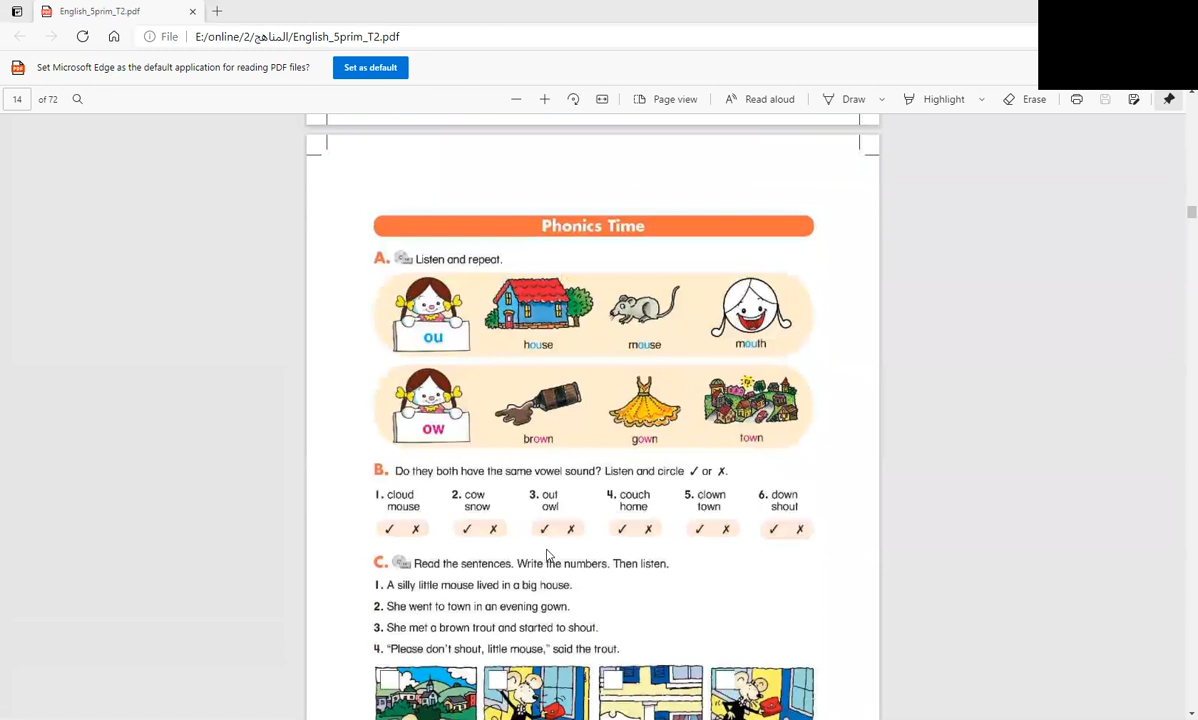 English_5prim_T2.pdf
File E:/online/2/المناهج/English_5prim_T2.pdf
Set Microsoft Edge as the default application for reading PDF files? Set as default
14 of 72 Page view Read aloud Draw Highlight Erase
Phonics Time
A. Listen and repeat.
ou
house mouse mouth
ow
brown gown town
B. Do they both have the same vowel sound? Listen and circle ✓ or ✗.
1. cloud 2. cow 3. out 4. couch 5. clown 6. down
mouse snow owl home town shout
✓ ✗ ✓ ✗ ✓ ✗ ✓ ✗ ✓ ✗ ✓ ✗
C. Read the sentences. Write the numbers. Then listen.
1. A silly little mouse lived in a big house.
2. She went to town in an evening gown.
3. She met a brown trout and started to shout.
4. “Please don’t shout, little mouse,” said the trout.